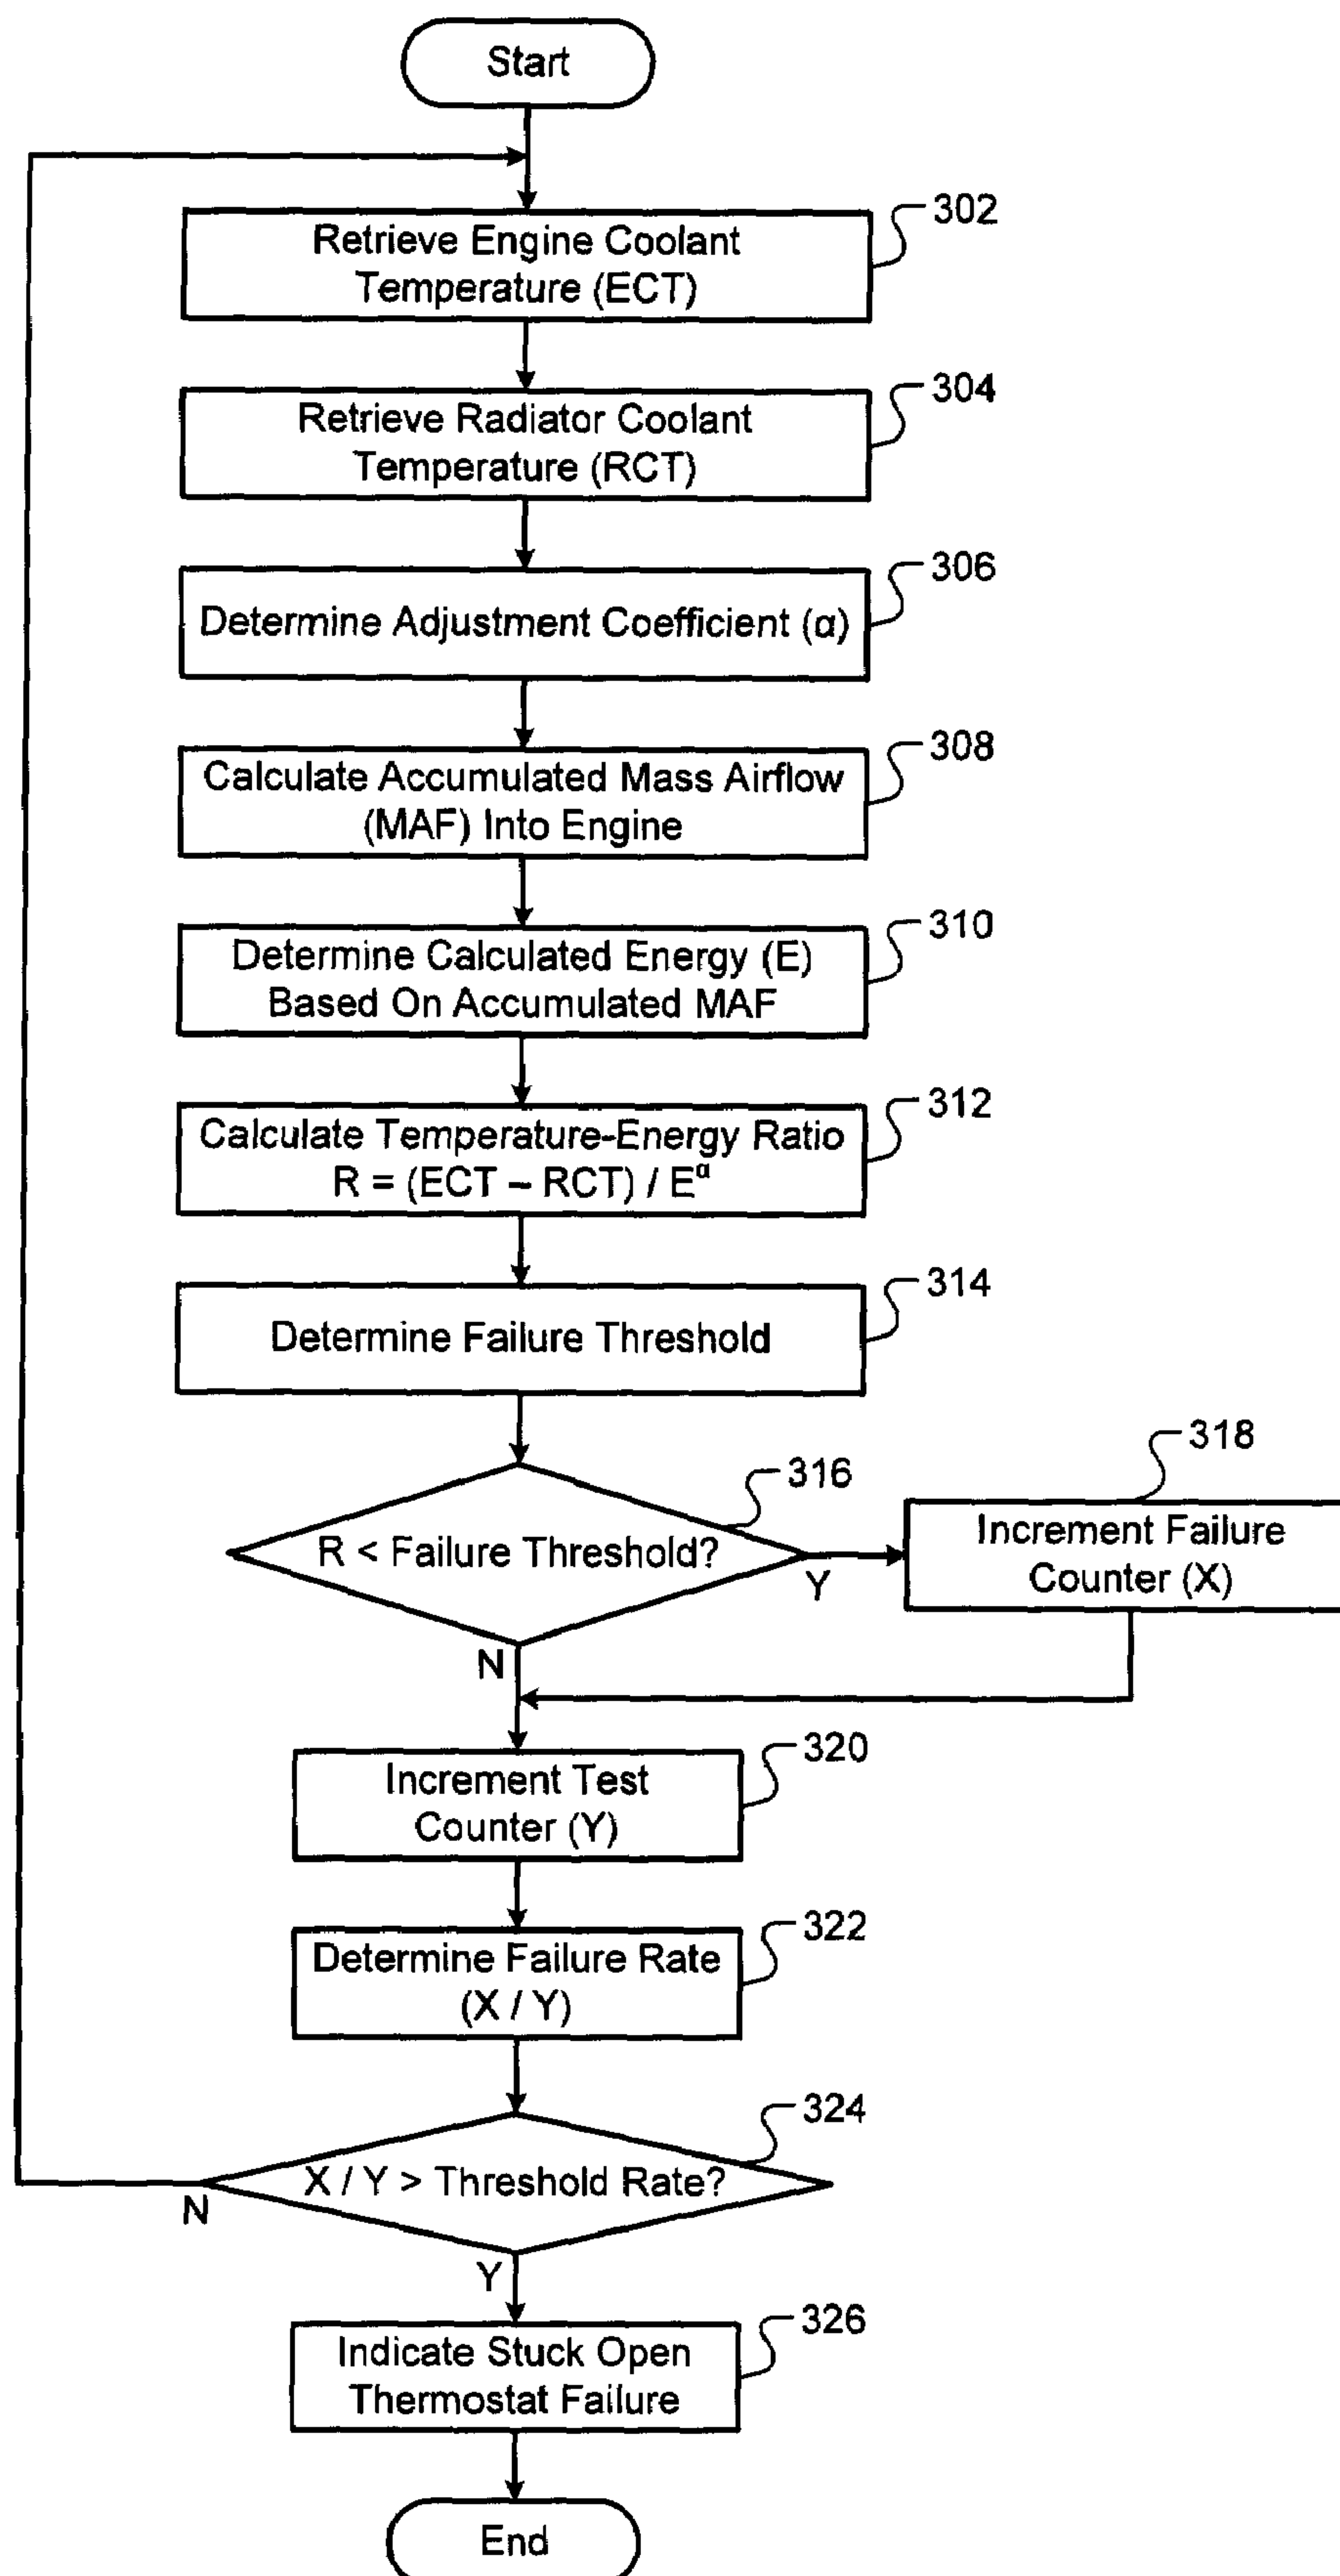 Start
302
Retrieve Engine Coolant
Temperature (ECT)
304
Retrieve Radiator Coolant
Temperature (RCT)
306
Determine Adjustment Coefficient (α)
308
Calculate Accumulated Mass Airflow
(MAF) Into Engine
310
Determine Calculated Energy (E)
Based On Accumulated MAF
312
Calculate Temperature-Energy Ratio
R = (ECT – RCT) / E^α
314
Determine Failure Threshold
316
R < Failure Threshold?
Y
318
Increment Failure
Counter (X)
N
320
Increment Test
Counter (Y)
322
Determine Failure Rate
(X / Y)
324
X / Y > Threshold Rate?
N
Y
326
Indicate Stuck Open
Thermostat Failure
End